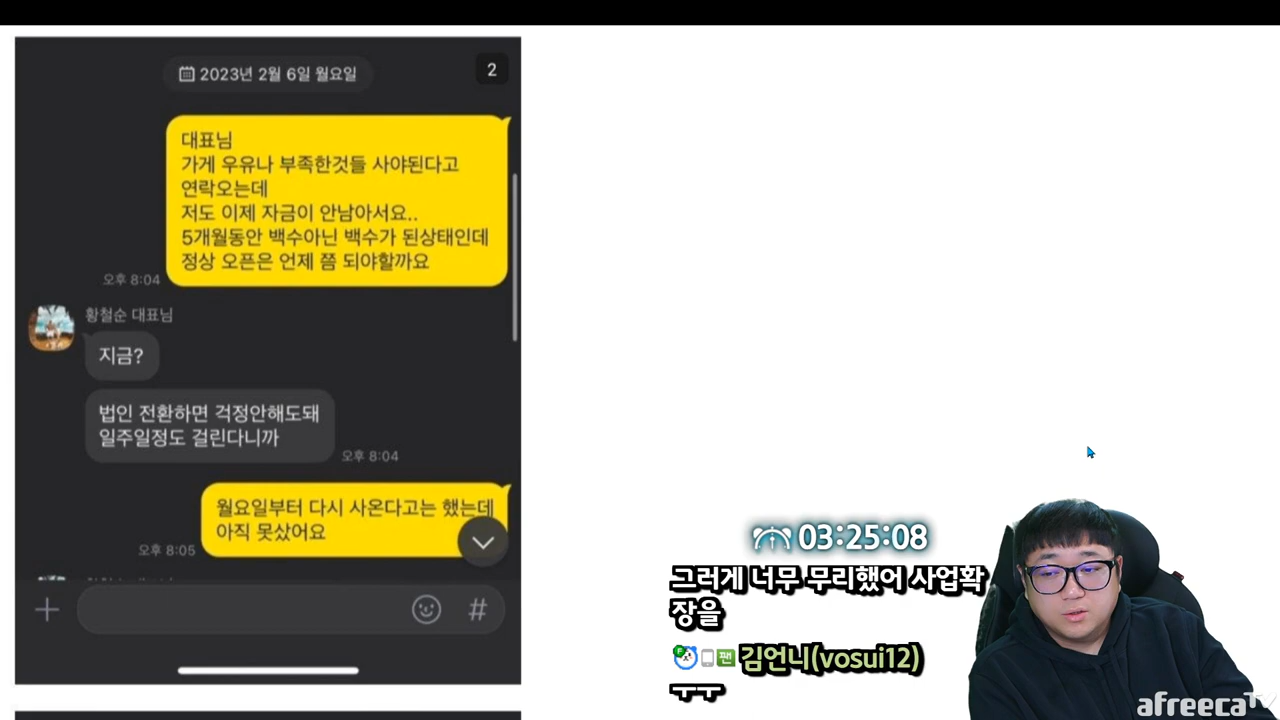 2023년 2월 6일 월요일
2
대표님
가게 우유나 부족한것들 사야된다고
연락오는데
저도 이제 자금이 안남아서요..
5개월동안 백수아닌 백수가 된상태인데
정상 오픈은 언제 쯤 되야할까요
오후 8:04
황철순 대표님
지금?
법인 전환하면 걱정안해도돼
일주일정도 걸린다니까
오후 8:04
월요일부터 다시 사온다고는 했는데
아직 못샀어요
오후 8:05
#
03:25:08
그러게 너무 무리했어 사업확
장을
F 팬 김언니(vosui12)
ㅜㅜ
afreecaTV